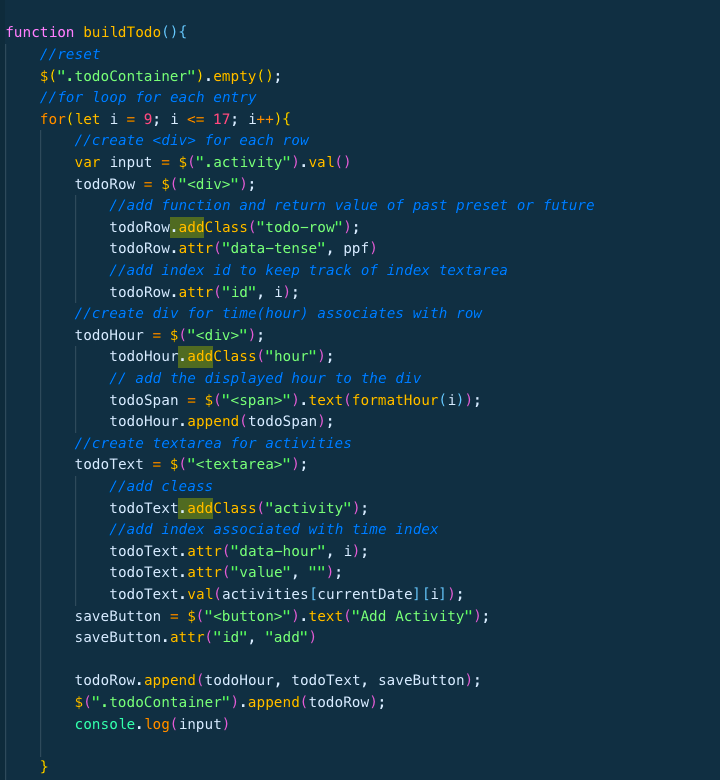 function buildTodo(){
//reset
$(".todoContainer").empty();
//for loop for each entry
for(let i = 9; i <= 17; i++){
//create <div> for each row
var input = $(".activity").val()
todoRow = $("<div>");
//add function and return value of past preset or future
todoRow.addClass("todo-row");
todoRow.attr("data-tense", ppf)
//add index id to keep track of index textarea
todoRow.attr("id", i);
//create div for time(hour) associates with row
todoHour = $("<div>");
todoHour.addClass("hour");
// add the displayed hour to the div
todoSpan = $("<span>").text(formatHour(i));
todoHour.append(todoSpan);
//create textarea for activities
todoText = $("<textarea>");
//add cleass
todoText.addClass("activity");
//add index associated with time index
todoText.attr("data-hour", i);
todoText.attr("value", "");
todoText.val(activities[currentDate][i]);
saveButton = $("<button>").text("Add Activity");
saveButton.attr("id", "add")
todoRow.append(todoHour, todoText, saveButton);
$(".todoContainer").append(todoRow);
console.log(input)
}